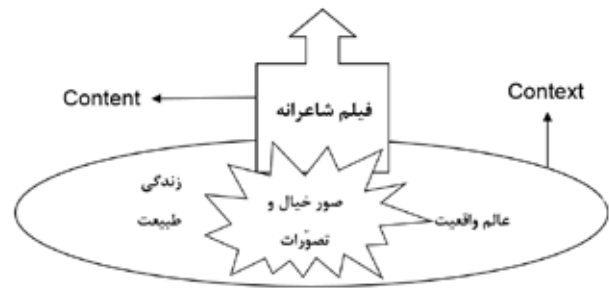 فیلم شاعرانه
Content
Context
زندگی
طبیعت
صور خیال و
تصوّرات
عالم واقعیت